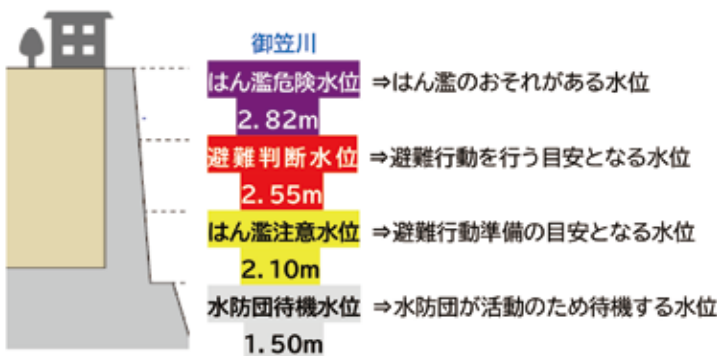 御笠川
はん濫危険水位 ⇒はん濫のおそれがある水位
2.82m
避難判断水位 ⇒避難行動を行う目安となる水位
2.55m
はん濫注意水位 ⇒避難行動準備の目安となる水位
2.10m
水防団待機水位 ⇒水防団が活動のため待機する水位
1.50m